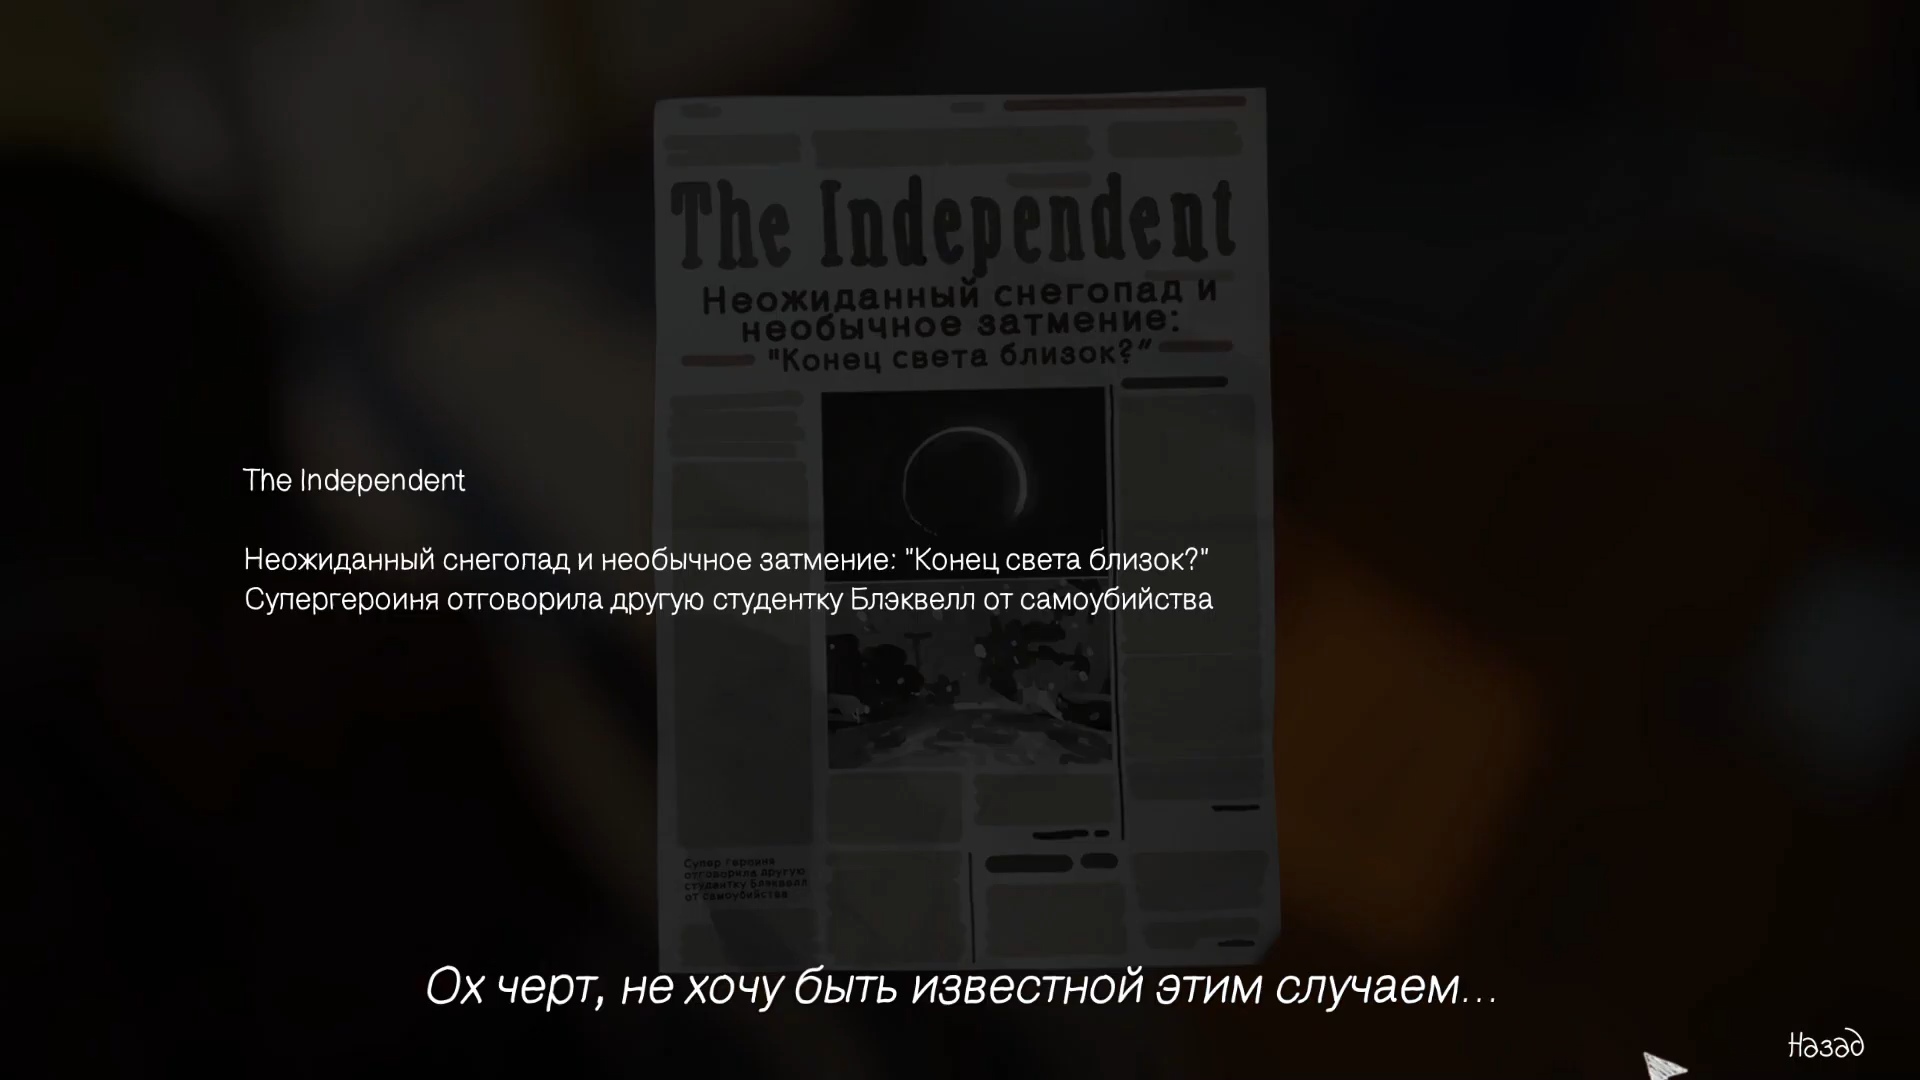 The Independent
Неожиданный снегопад и
необычное затмение:
"Конец света близок?"
The Independent
Неожиданный снегопад и необычное затмение: "Конец света близок?"
Супергероиня отговорила другую студентку Блэквелл от самоубийства
Супер героиня
отговорила другую
студентку Блэквелл
от самоубийства
Ох черт, не хочу быть известной этим случаем...
Назад